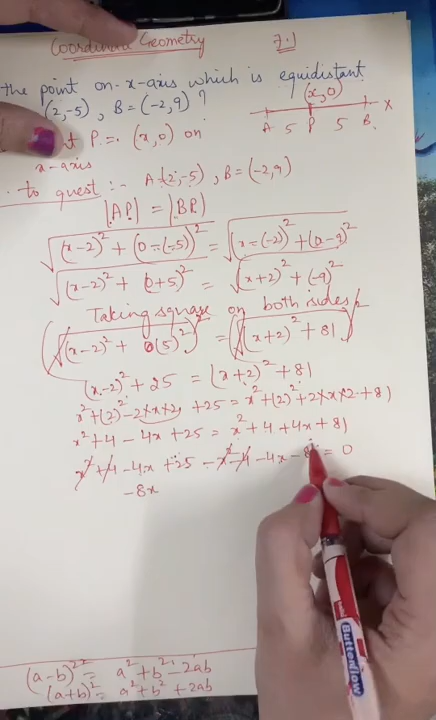 Coordinate Geometry 7.1
the point on x-axis which is equidistant
(2,-5), B=(-2,9) ?
(x,0)
A 5 P 5 B X
P = (x,0) on
x-axis
to quest :- A(2,-5), B=(-2,9)
|AP| = |BP|
√(x-2)² + (0-(-5))² = √(x-(-2))² + (0-9)²
√(x-2)² + (0+5)² = √(x+2)² + (-9)²
Taking square on both sides
(√(x-2)² + (5)²)² = (√(x+2)² + 81)²
(x-2)² + 25 = (x+2)² + 81
x² + (2)² - 2×x×2 + 25 = x² + (2)² + 2×x×2 + 81
x² + 4 - 4x + 25 = x² + 4 + 4x + 81
x² + 4 - 4x + 25 - x² - 4 - 4x - 8 = 0
-8x
Butterflow
(a-b)² = a² + b² - 2ab
(a+b)² = a² + b² + 2ab